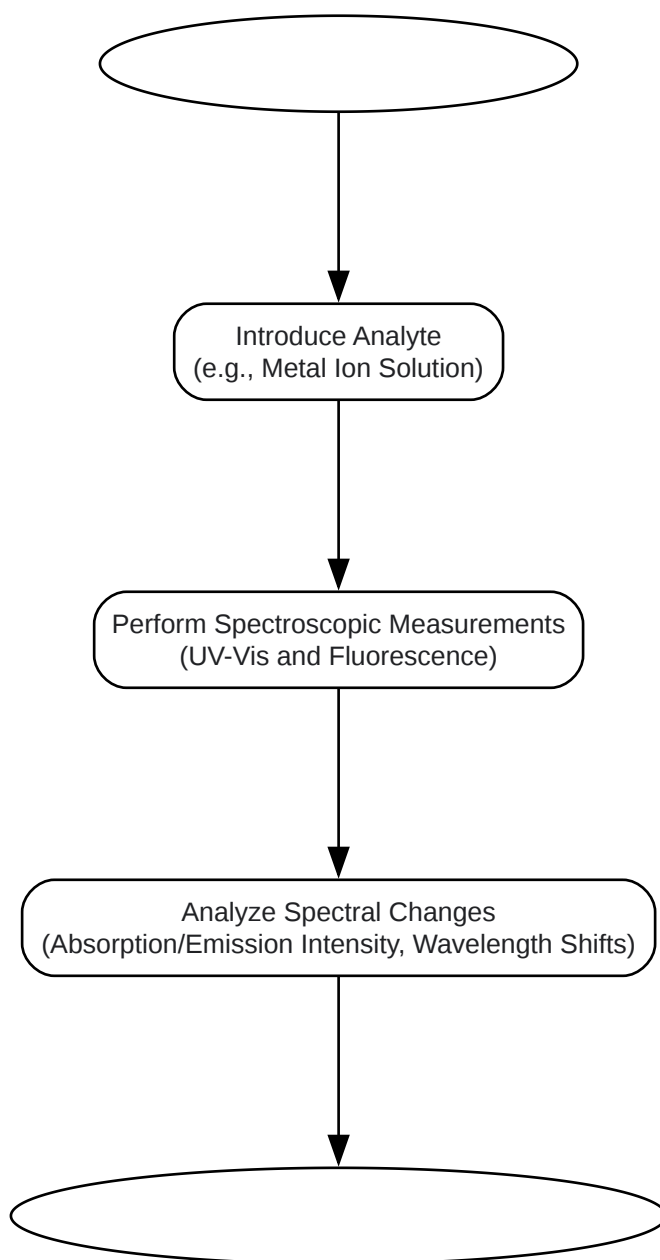 Introduce Analyte
(e.g., Metal Ion Solution)
Perform Spectroscopic Measurements
(UV-Vis and Fluorescence)
Analyze Spectral Changes
(Absorption/Emission Intensity, Wavelength Shifts)